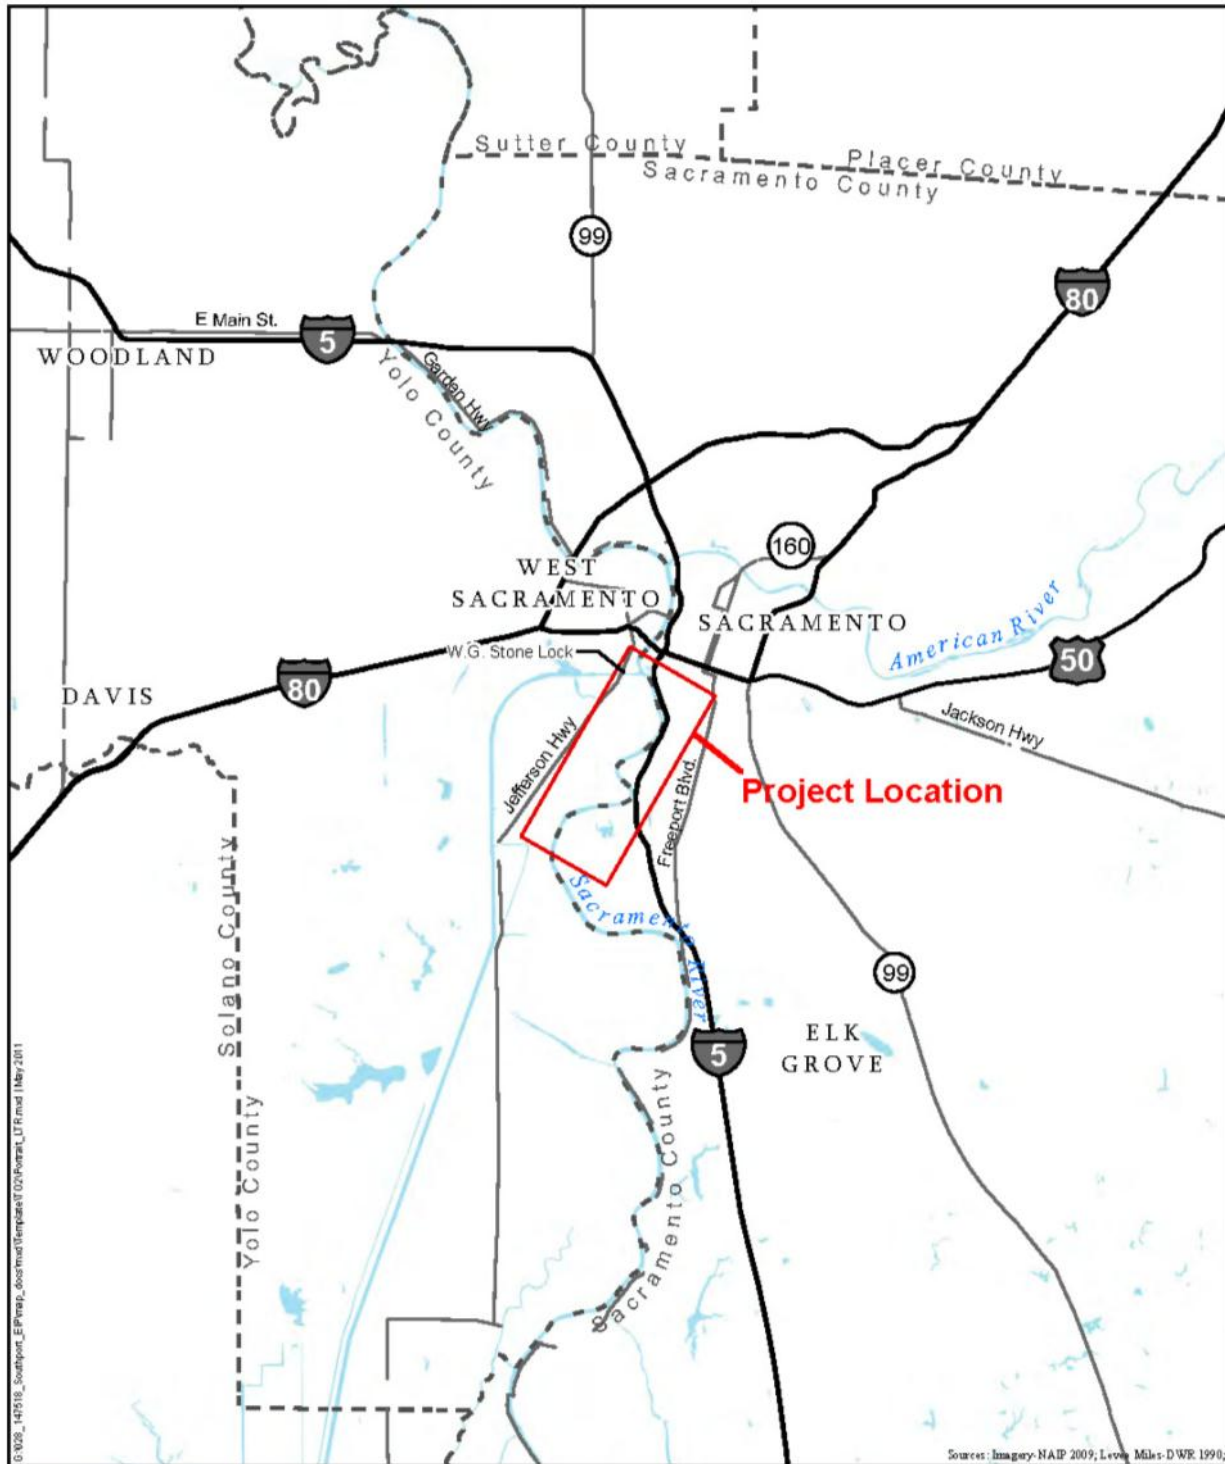 Sutter County
Placer County
Sacramento County
99
80
E Main St.
5
WOODLAND
Garden Hwy
Yolo County
160
WEST
SACRAMENTO
SACRAMENTO
American River
W.G. Stone Lock
50
80
DAVIS
Jackson Hwy
Jefferson Hwy
Project Location
Freeport Blvd.
Sacramento River
Solano County
99
5
ELK
GROVE
Yolo County
Sacramento County
Sources: Imagery-NAIP 2009; Levee Miles-DWR 1990;